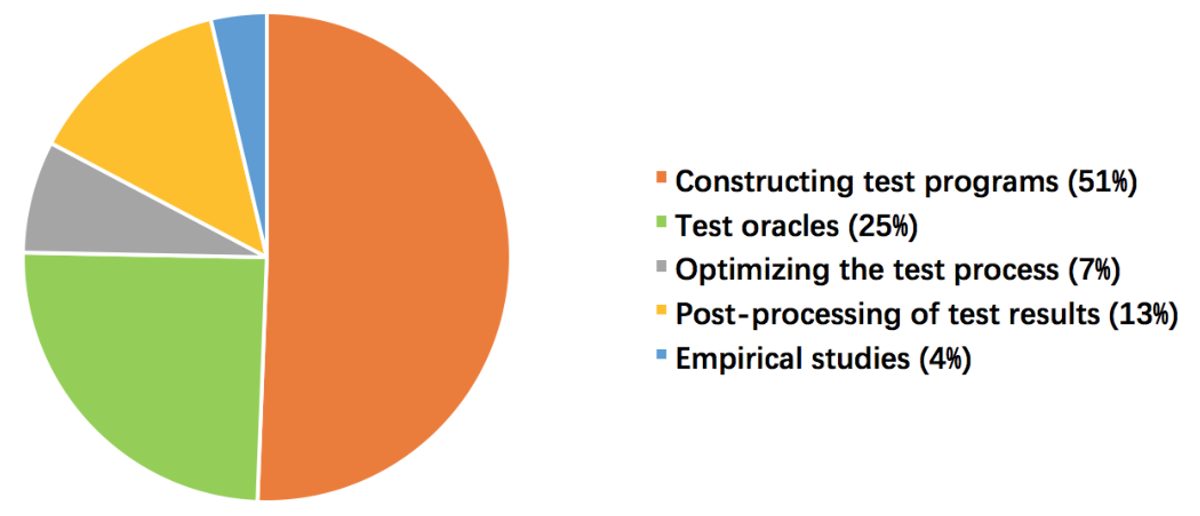 Constructing test programs (51%)
Test oracles (25%)
Optimizing the test process (7%)
Post-processing of test results (13%)
Empirical studies (4%)